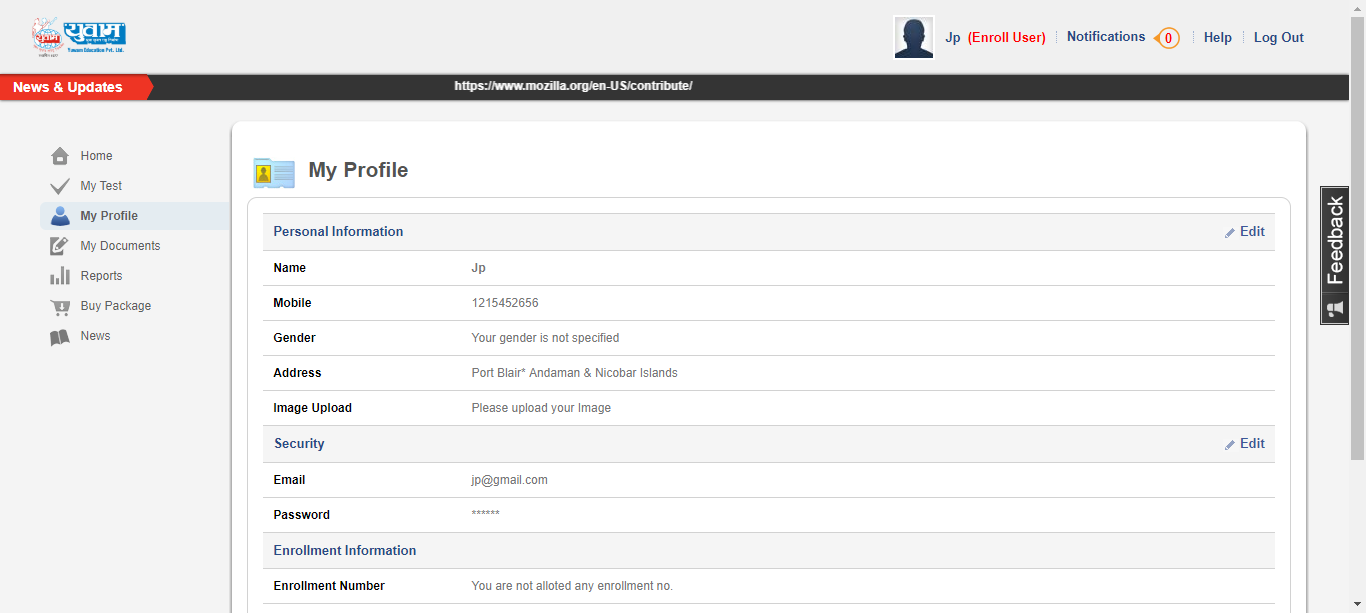 युवाम
Yuwam Education Pvt. Ltd.
Jp (Enroll User)
Notifications 0
Help
Log Out
News & Updates
https://www.mozilla.org/en-US/contribute/
Home
My Test
My Profile
My Documents
Reports
Buy Package
News
My Profile
Personal Information Edit
Name Jp
Mobile 1215452656
Gender Your gender is not specified
Address Port Blair* Andaman & Nicobar Islands
Image Upload Please upload your Image
Security Edit
Email jp@gmail.com
Password ******
Enrollment Information
Enrollment Number You are not alloted any enrollment no.
Feedback